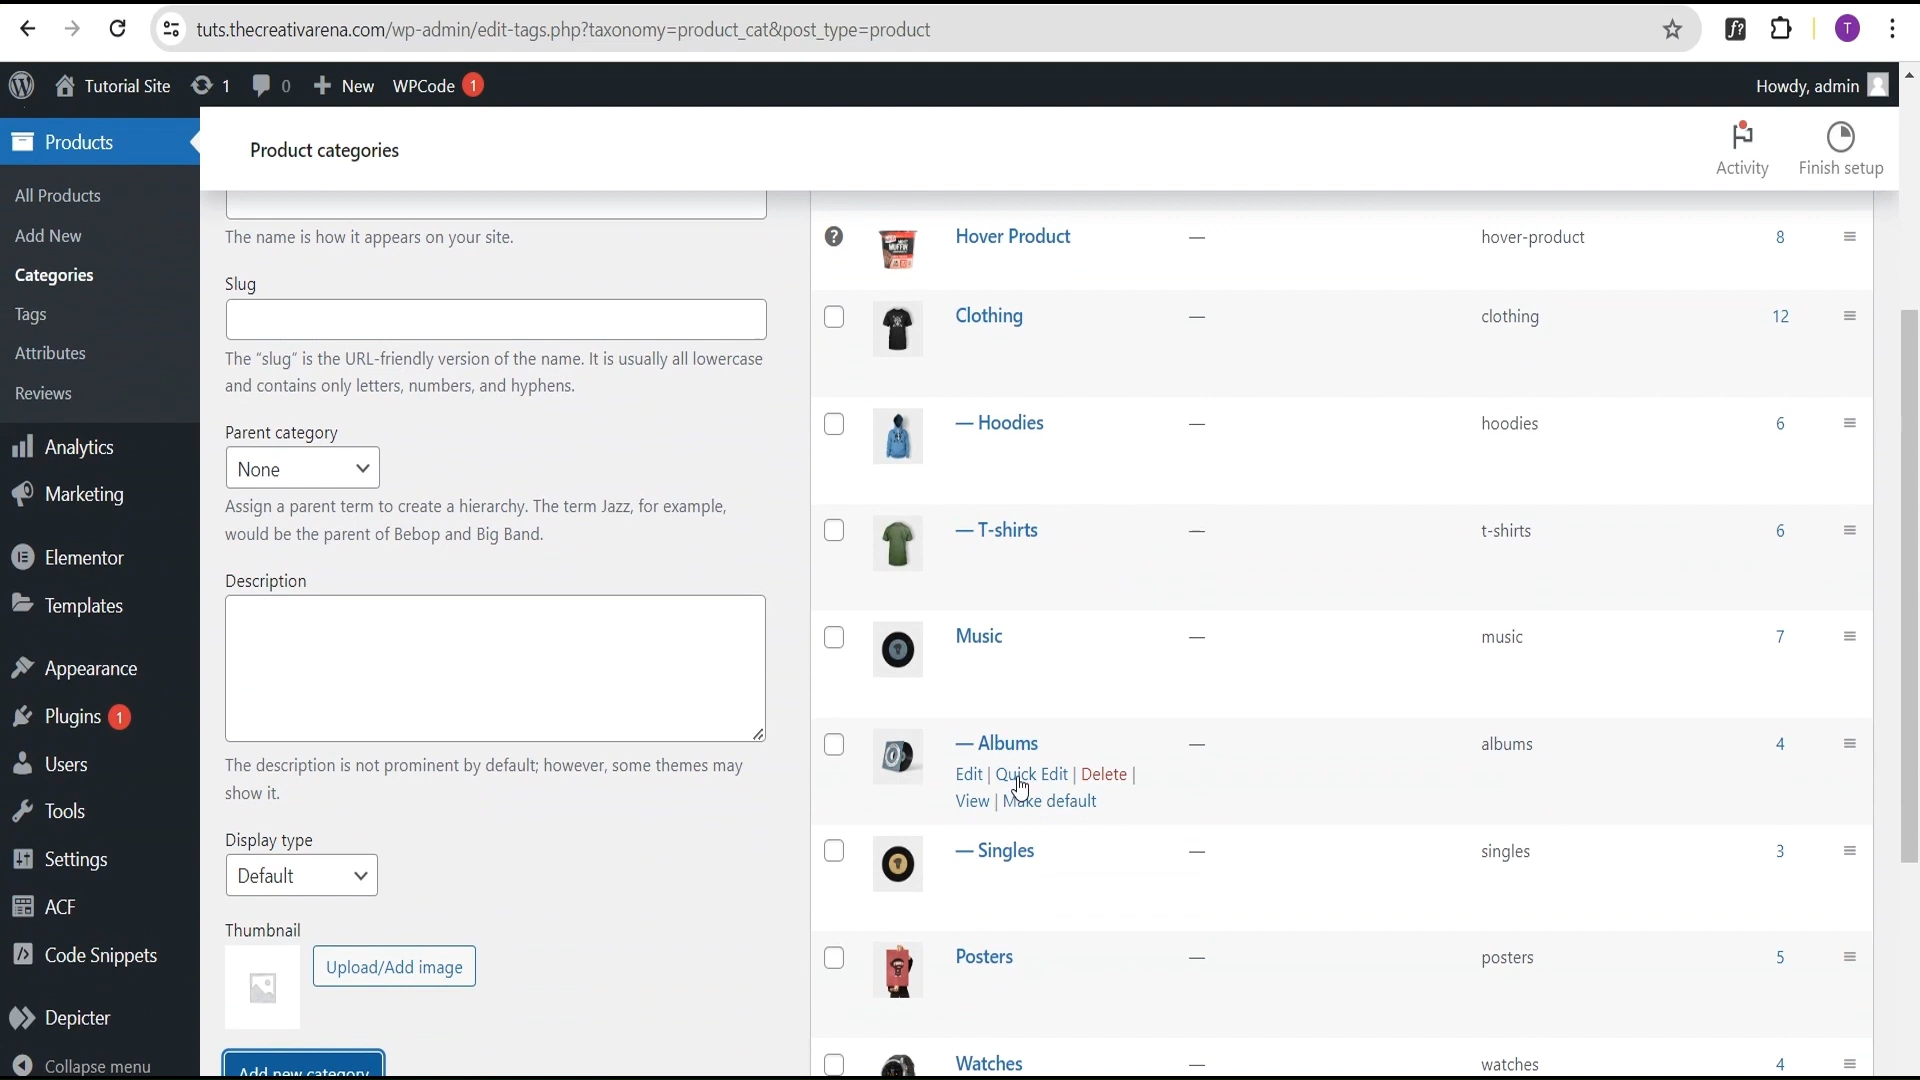 tuts.thecreativarena.com/wp-admin/edit-tags.php?taxonomy=product_cat&post_type=product
f?
T
Tutorial Site
1
0
New
WPCode 1
Howdy, admin
Products
All Products
Add New
Categories
Tags
Attributes
Reviews
Analytics
Marketing
Elementor
Templates
Appearance
Plugins 1
Users
Tools
Settings
ACF
Code Snippets
Depicter
Collapse menu
Product categories
Activity
Finish setup
The name is how it appears on your site.
Slug
The “slug” is the URL-friendly version of the name. It is usually all lowercase
and contains only letters, numbers, and hyphens.
Parent category
None
Assign a parent term to create a hierarchy. The term Jazz, for example,
would be the parent of Bebop and Big Band.
Description
The description is not prominent by default; however, some themes may
show it.
Display type
Default
Thumbnail
Upload/Add image
Add new category
? Hover Product — hover-product 8
Clothing — clothing 12
— Hoodies — hoodies 6
— T-shirts — t-shirts 6
Music — music 7
— Albums — albums 4
Edit | Quick Edit | Delete |
View | Make default
— Singles — singles 3
Posters — posters 5
Watches — watches 4